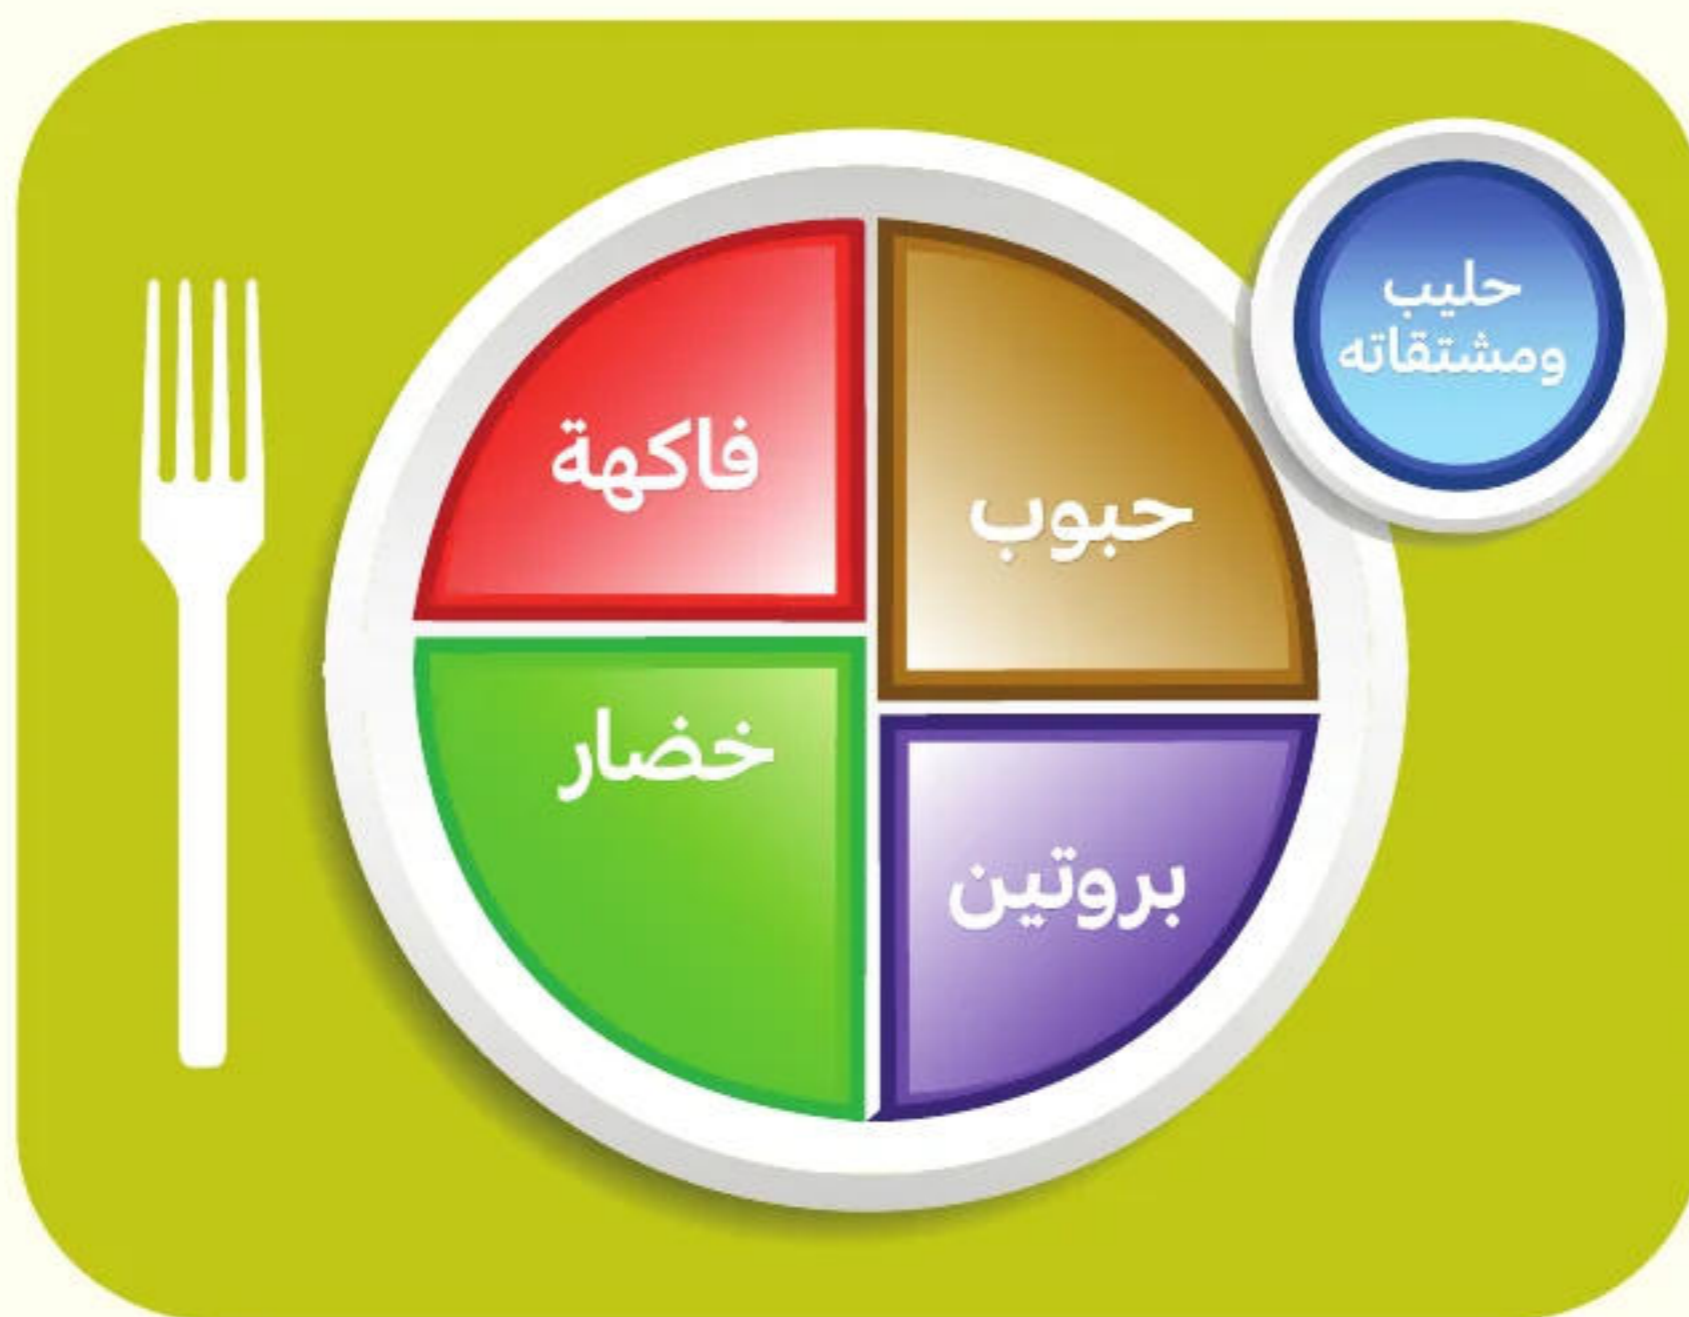 حليب
ومشتقاته
حبوب
فاكهة
بروتين
خضار